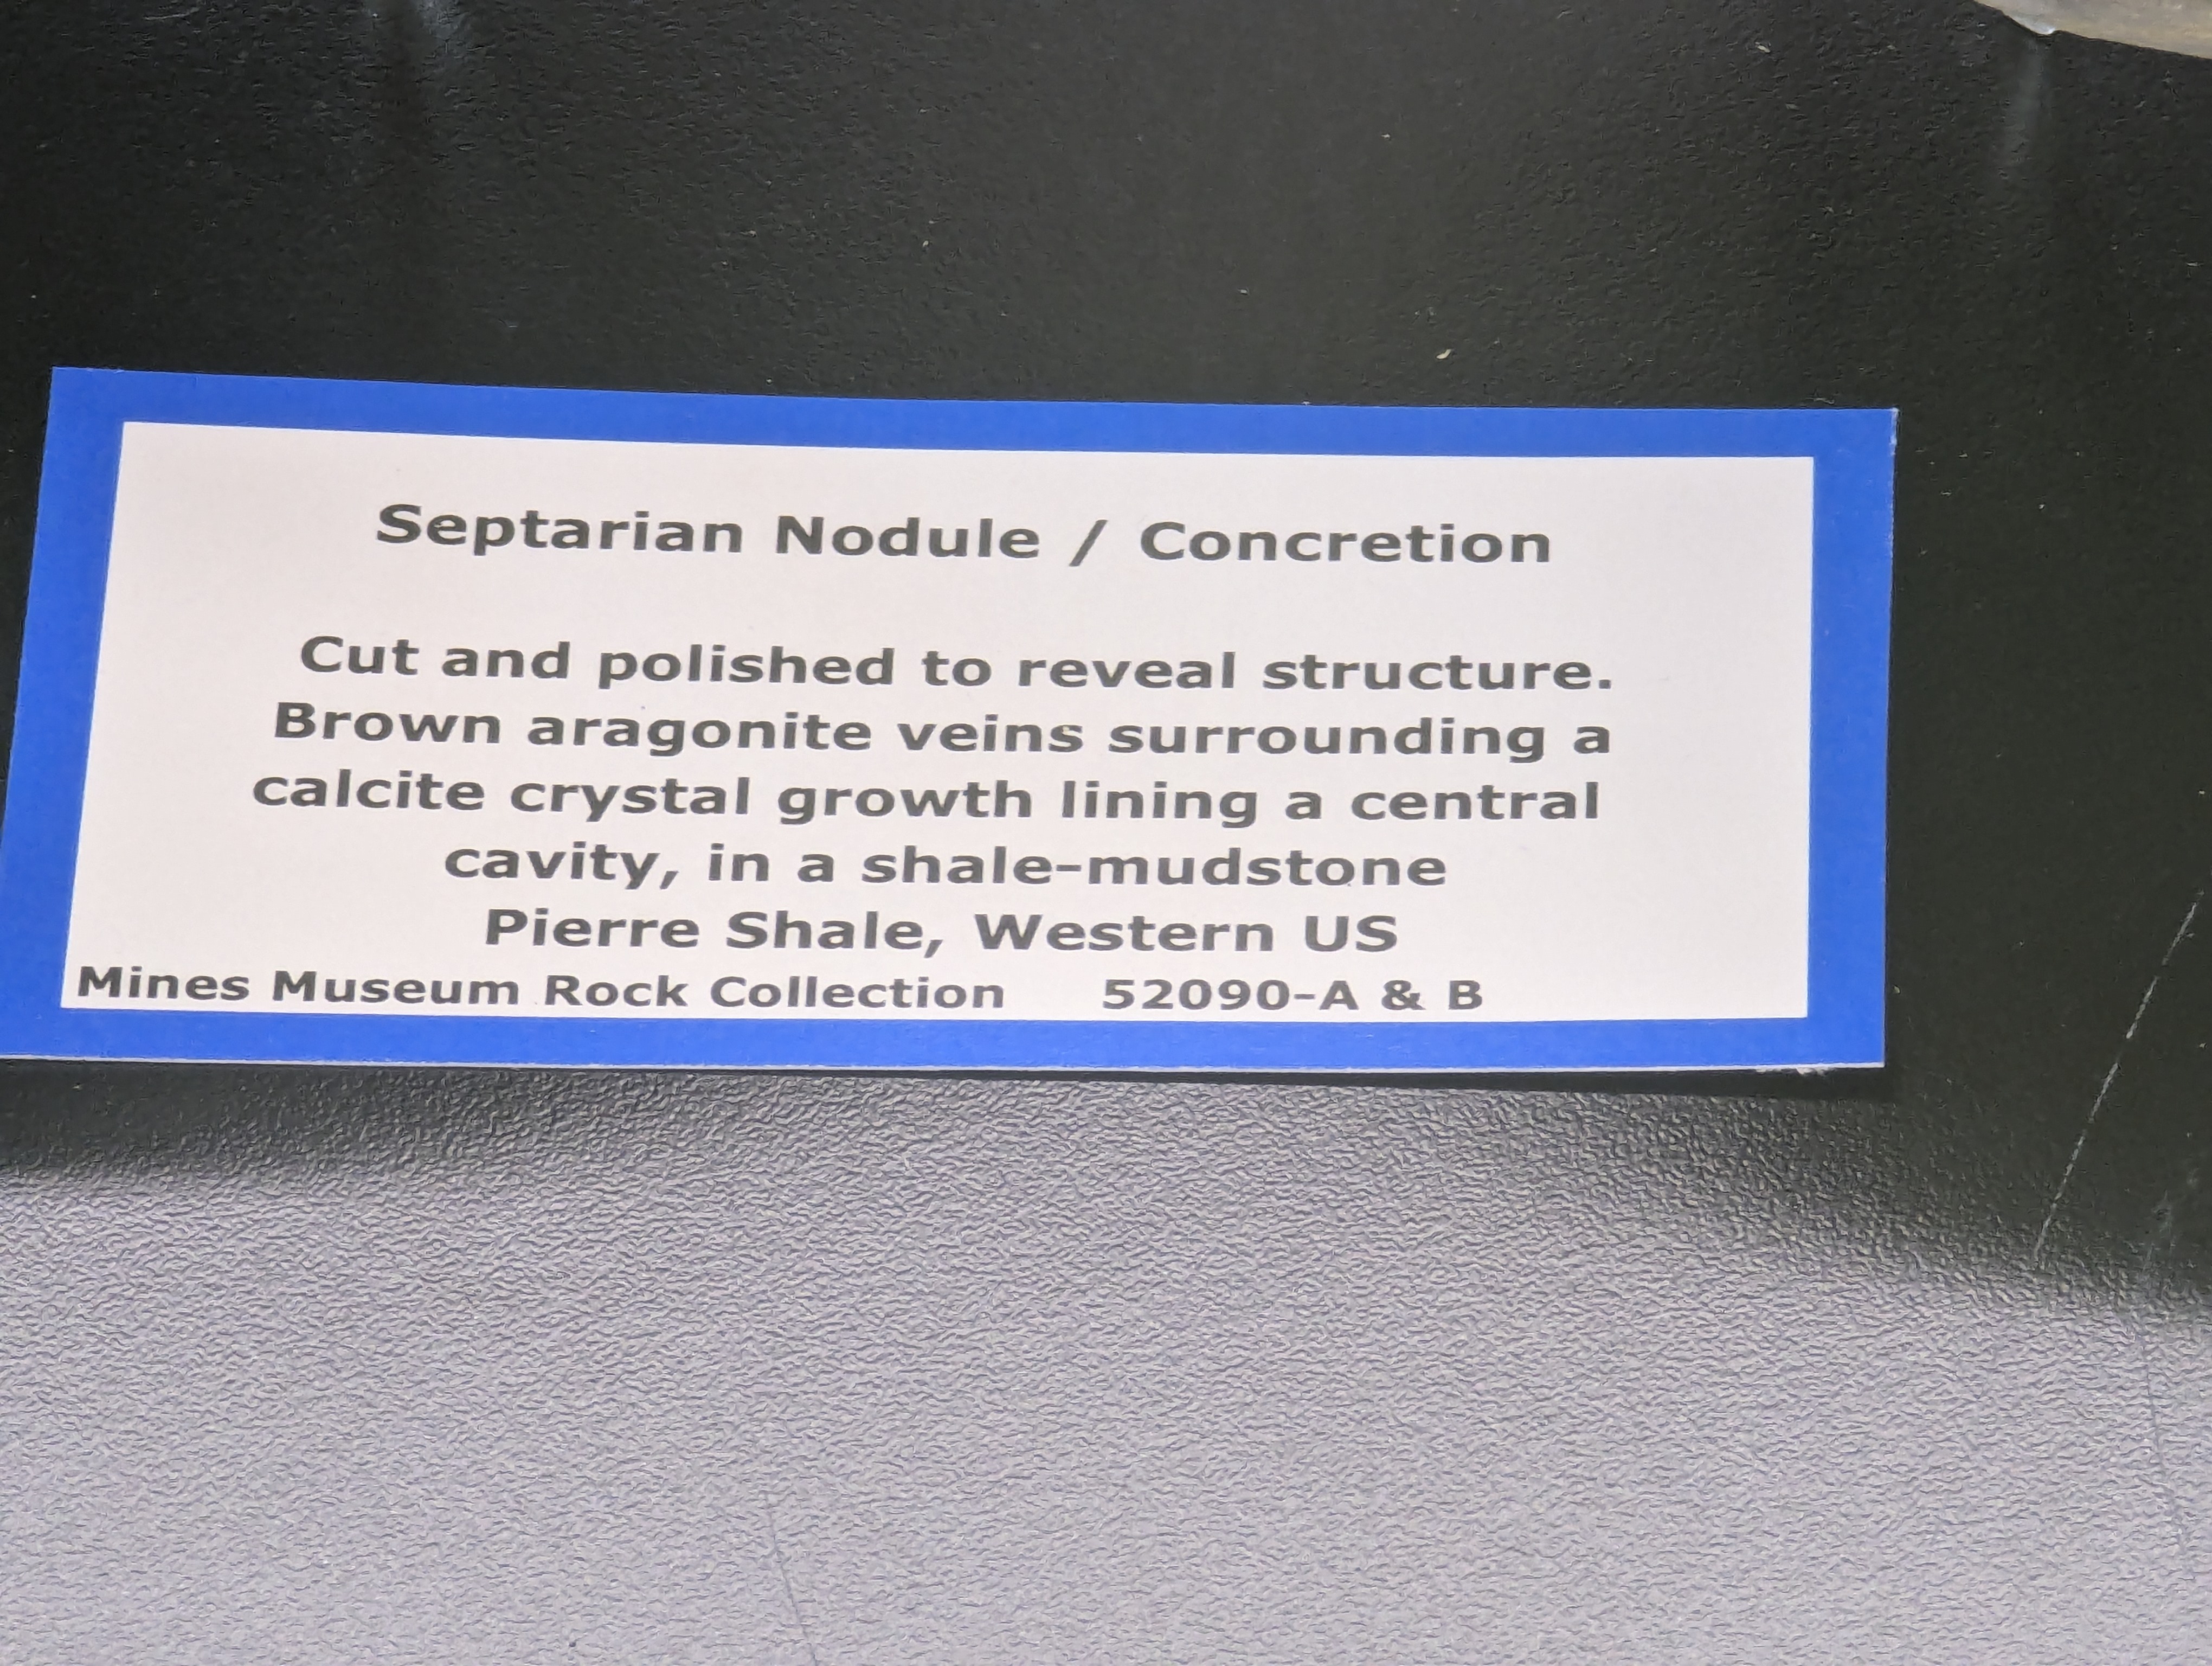 Septarian Nodule / Concretion
Cut and polished to reveal structure.
Brown aragonite veins surrounding a
calcite crystal growth lining a central
cavity, in a shale-mudstone
Pierre Shale, Western US
Mines Museum Rock Collection 52090-A & B